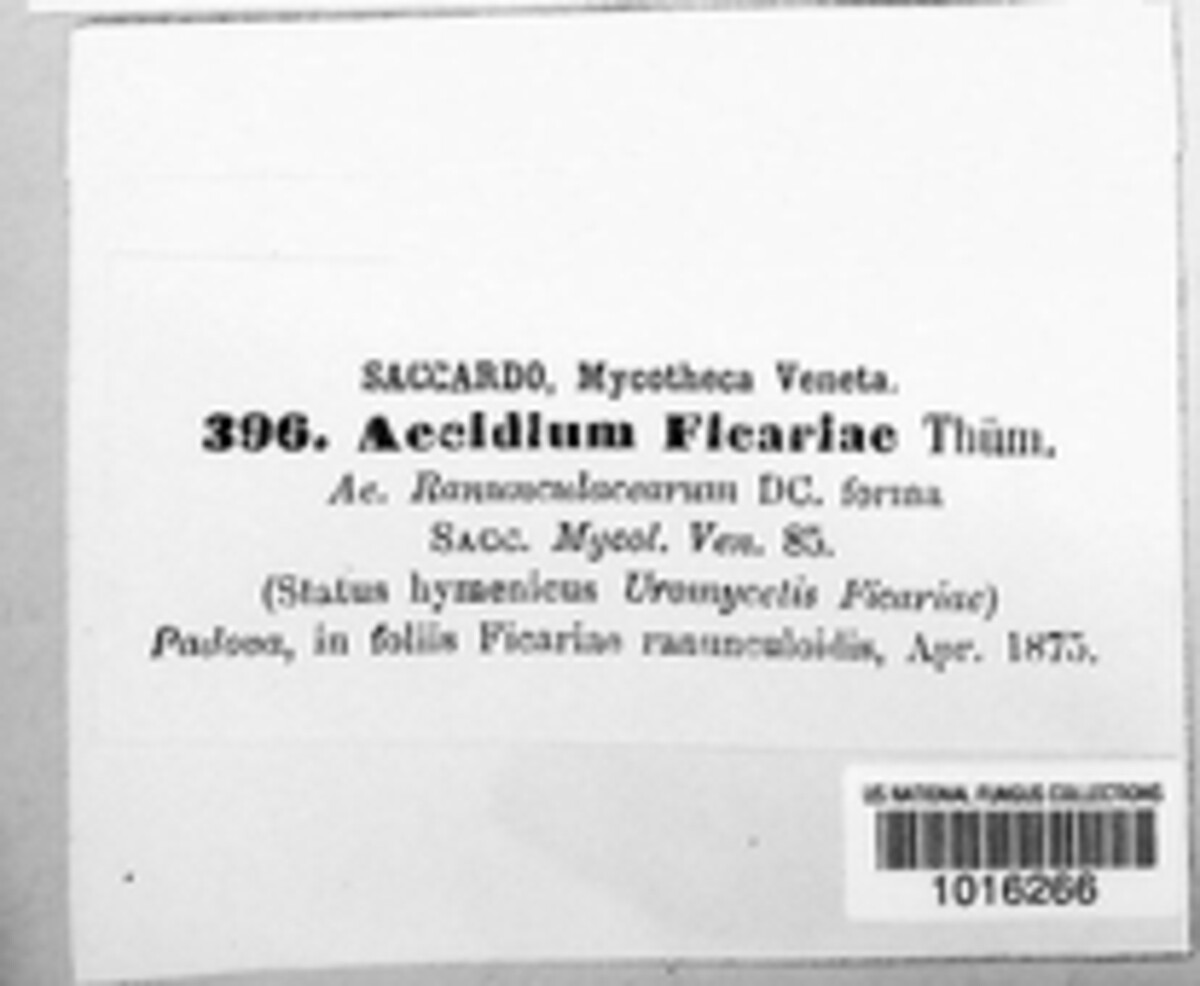 SACCARDO, Mycotheca Veneta.
396. Aecidium Ficariae Thüm.
Ae. Ranunculacearum DC. forma
SACC. Mycol. Ven. 85.
(Status hymenicus Uromycetis Ficariae)
Padova, in foliis Ficariae ranunculoidis, Apr. 1875.
US NATIONAL FUNGUS COLLECTIONS
1016266